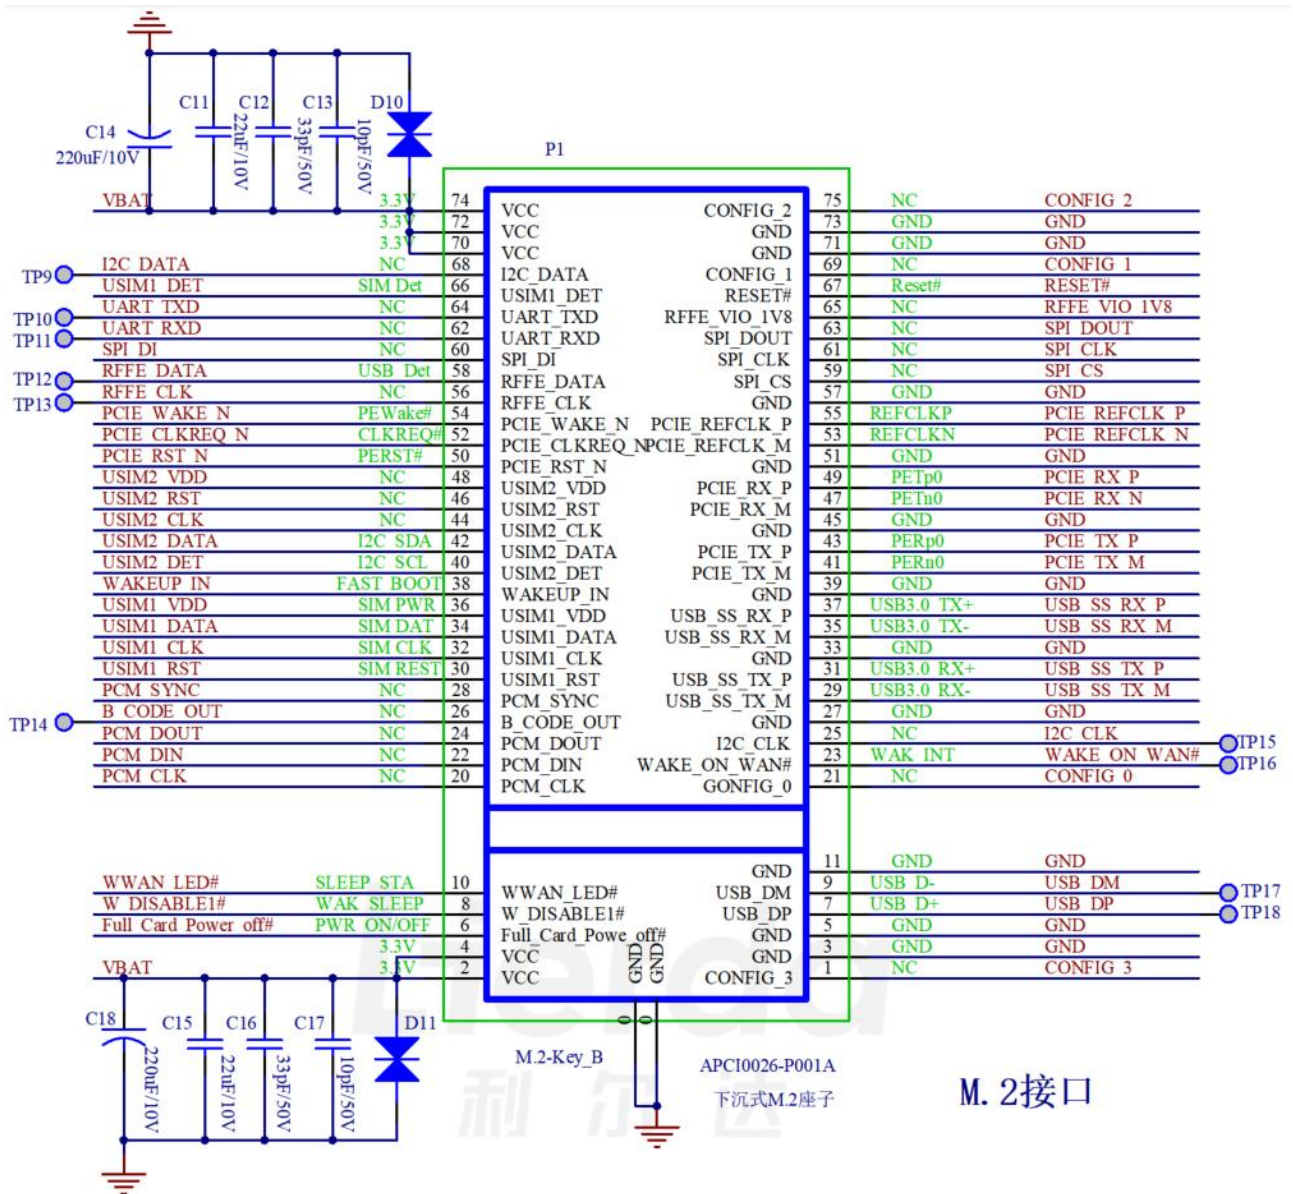 C14
220uF/10V
C11
22uF/10V
C12
33pF/50V
C13
10pF/50V
D10
P1
VBAT 3.3V 74 VCC CONFIG_2 75 NC CONFIG 2
3.3V 72 VCC GND 73 GND GND
3.3V 70 VCC GND 71 GND GND
TP9 I2C DATA NC 68 I2C_DATA CONFIG_1 69 NC CONFIG 1
USIM1 DET SIM Det 66 USIM1_DET RESET# 67 Reset# RESET#
TP10 UART TXD NC 64 UART_TXD RFFE_VIO_1V8 65 NC RFFE VIO 1V8
TP11 UART RXD NC 62 UART_RXD SPI_DOUT 63 NC SPI DOUT
SPI DI NC 60 SPI_DI SPI_CLK 61 NC SPI CLK
TP12 RFFE DATA USB Det 58 RFFE_DATA SPI_CS 59 NC SPI CS
TP13 RFFE CLK NC 56 RFFE_CLK GND 57 GND GND
PCIE WAKE N PEWake# 54 PCIE_WAKE_N PCIE_REFCLK_P 55 REFCLKP PCIE REFCLK P
PCIE CLKREQ N CLKREQ# 52 PCIE_CLKREQ_N PCIE_REFCLK_M 53 REFCLKN PCIE REFCLK N
PCIE RST N PERST# 50 PCIE_RST_N GND 51 GND GND
USIM2 VDD NC 48 USIM2_VDD PCIE_RX_P 49 PETp0 PCIE RX P
USIM2 RST NC 46 USIM2_RST PCIE_RX_M 47 PETn0 PCIE RX N
USIM2 CLK NC 44 USIM2_CLK GND 45 GND GND
USIM2 DATA I2C SDA 42 USIM2_DATA PCIE_TX_P 43 PERp0 PCIE TX P
USIM2 DET I2C SCL 40 USIM2_DET PCIE_TX_M 41 PERn0 PCIE TX M
WAKEUP IN FAST BOOT 38 WAKEUP_IN GND 39 GND GND
USIM1 VDD SIM PWR 36 USIM1_VDD USB_SS_RX_P 37 USB3.0 TX+ USB SS RX P
USIM1 DATA SIM DAT 34 USIM1_DATA USB_SS_RX_M 35 USB3.0 TX- USB SS RX M
USIM1 CLK SIM CLK 32 USIM1_CLK GND 33 GND GND
USIM1 RST SIM REST 30 USIM1_RST USB_SS_TX_P 31 USB3.0 RX+ USB SS TX P
PCM SYNC NC 28 PCM_SYNC USB_SS_TX_M 29 USB3.0 RX- USB SS TX M
TP14 B CODE OUT NC 26 B_CODE_OUT GND 27 GND GND
PCM DOUT NC 24 PCM_DOUT I2C_CLK 25 NC I2C CLK TP15
PCM DIN NC 22 PCM_DIN WAKE_ON_WAN# 23 WAK INT WAKE ON WAN# TP16
PCM CLK NC 20 PCM_CLK GONFIG_0 21 NC CONFIG 0
GND 11 GND GND
WWAN LED# SLEEP STA 10 WWAN_LED# USB_DM 9 USB D- USB DM TP17
W DISABLE1# WAK SLEEP 8 W_DISABLE1# USB_DP 7 USB D+ USB DP TP18
Full Card Power off# PWR ON/OFF 6 Full_Card_Powe_off# GND 5 GND GND
3.3V 4 VCC GND 3 GND GND
VBAT 3.3V 2 VCC CONFIG_3 1 NC CONFIG 3
GND
GND
0
0
C18
220uF/10V
C15
22uF/10V
C16
33pF/50V
C17
10pF/50V
D11
M.2-Key_B
APCI0026-P001A
下沉式M.2座子
M.2接口
Lierda
利尔达